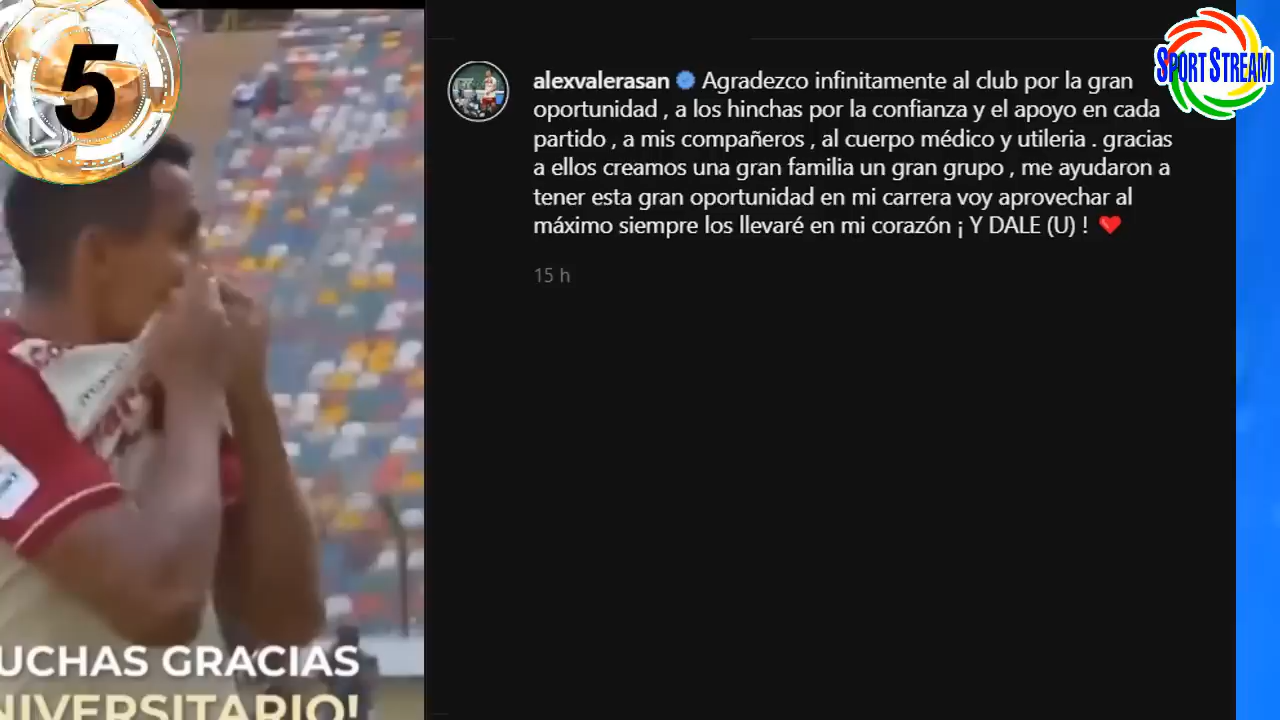 5
SPORT STREAM
alexvalerasan Agradezco infinitamente al club por la gran
oportunidad , a los hinchas por la confianza y el apoyo en cada
partido , a mis compañeros , al cuerpo médico y utileria . gracias
a ellos creamos una gran familia un gran grupo , me ayudaron a
tener esta gran oportunidad en mi carrera voy aprovechar al
máximo siempre los llevaré en mi corazón ¡ Y DALE (U) ! ❤️
15 h
UCHAS GRACIAS
NIVERSITARIO!